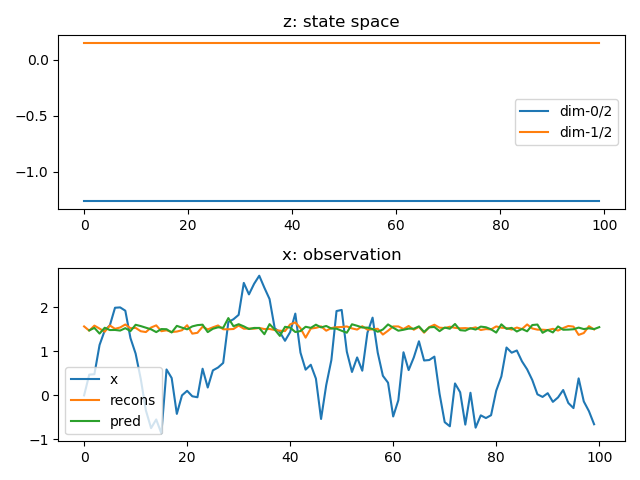 z: state space
0.0
−0.5
−1.0
dim-0/2
dim-1/2
0 20 40 60 80 100
x: observation
2
1
0
−1
x
recons
pred
0 20 40 60 80 100